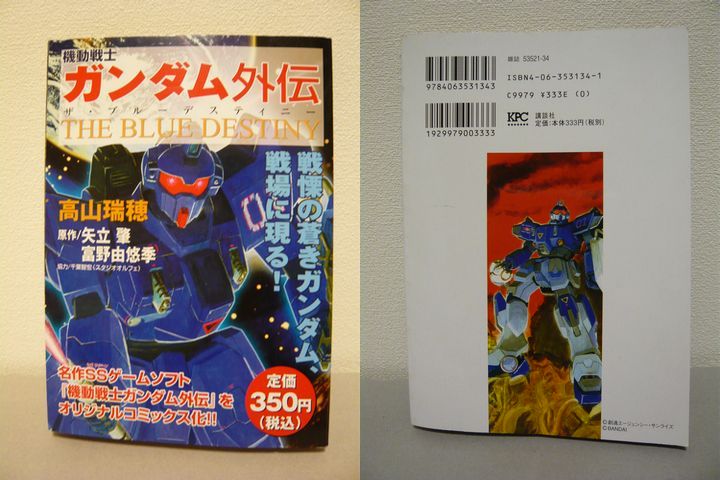 機動戦士
ガンダム外伝
ザ・ブルーデスティニー
THE BLUE DESTINY
戦慄の蒼きガンダム、
戦場に現る!
高山瑞穂
原作/矢立 肇
富野由悠季
協力/千葉智宏(スタジオオルフェ)
名作SSゲームソフト
「機動戦士ガンダム外伝」を
オリジナルコミックス化!!
定価
350円
(税込)
9784063531343
1929979003333
雑誌 53521-34
ISBN4-06-353134-1
C9979 ¥333E (0)
KPC 講談社
定価:本体333円(税別)
©創通エージェンシー・サンライズ
©BANDAI